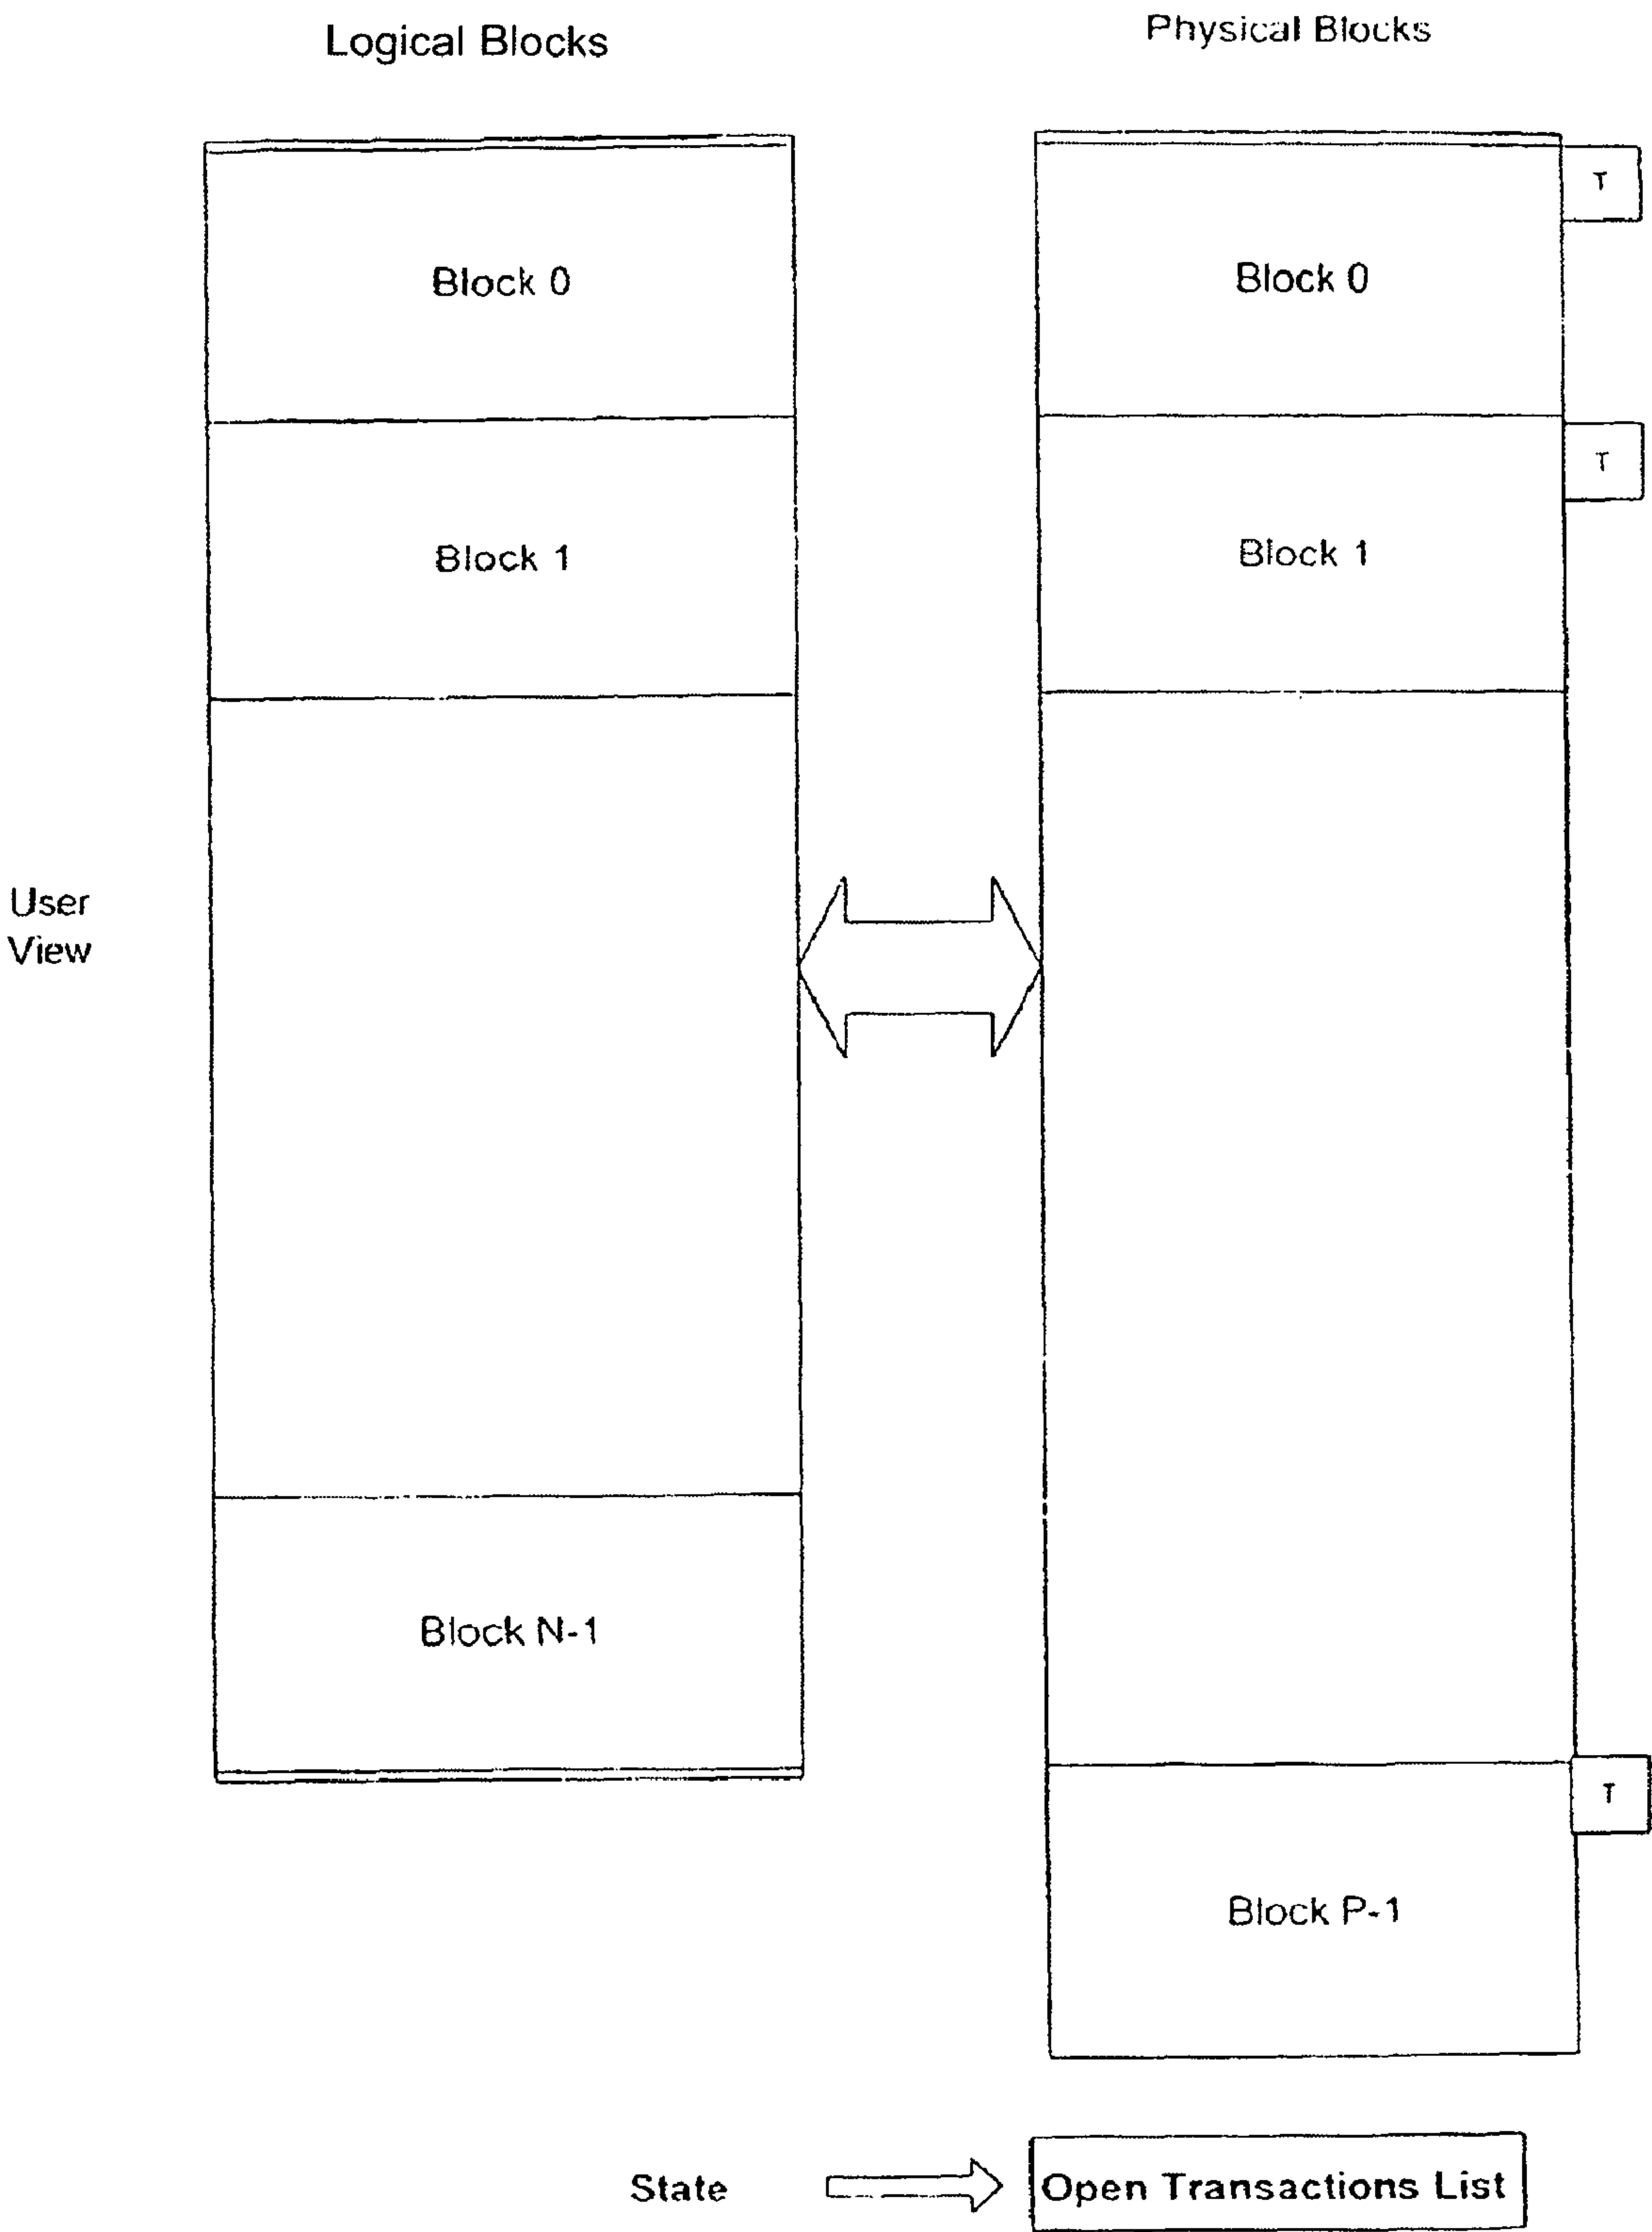 Logical Blocks
Physical Blocks
T
Block 0
Block 0
T
Block 1
Block 1
User
View
Block N-1
T
Block P-1
State
Open Transactions List